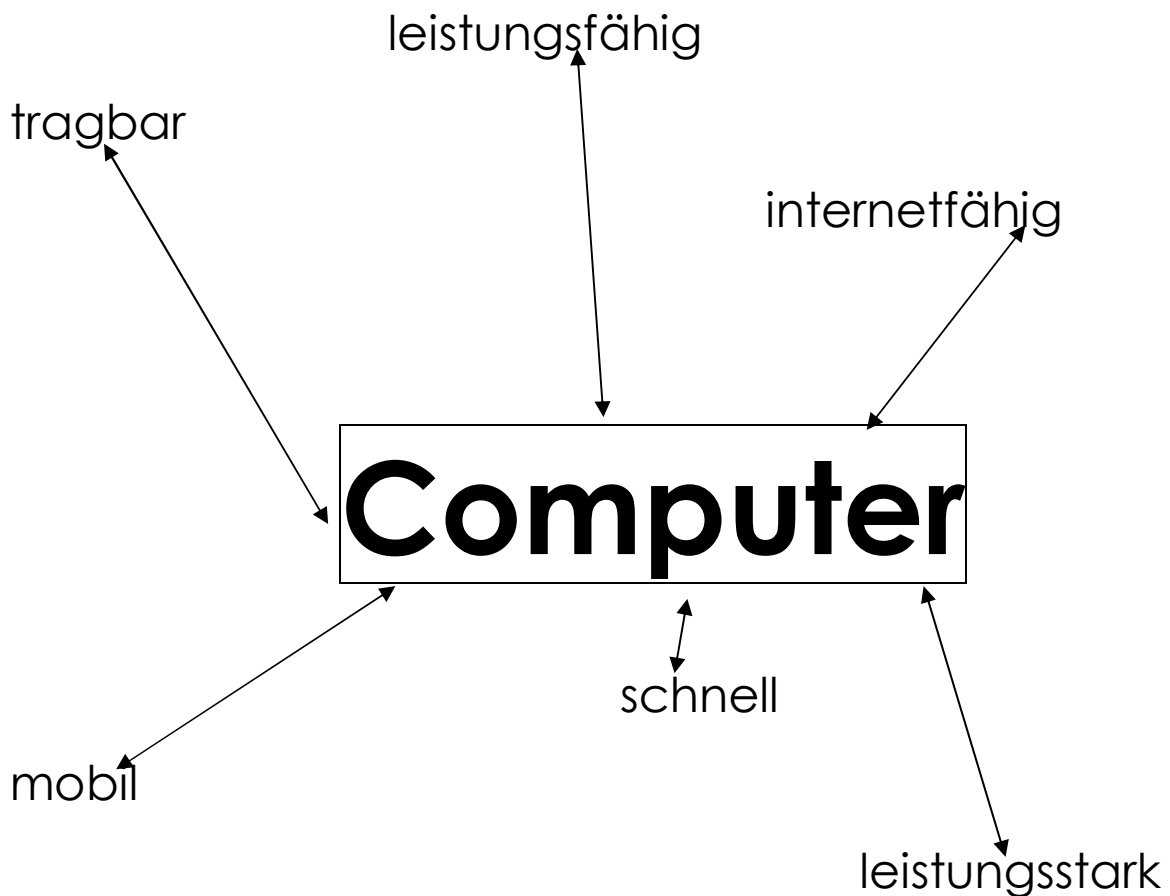 leistungsfähig
tragbar
internetfähig
Computer
schnell
mobil
leistungsstark